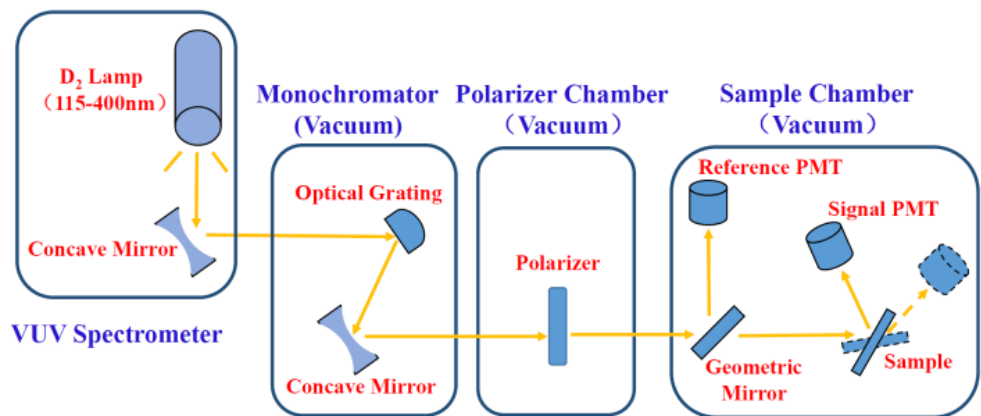 D₂ Lamp
（115-400nm）
Concave Mirror
VUV Spectrometer
Monochromator
(Vacuum)
Optical Grating
Concave Mirror
Polarizer Chamber
（Vacuum）
Polarizer
Sample Chamber
（Vacuum）
Reference PMT
Signal PMT
Geometric
Mirror
Sample